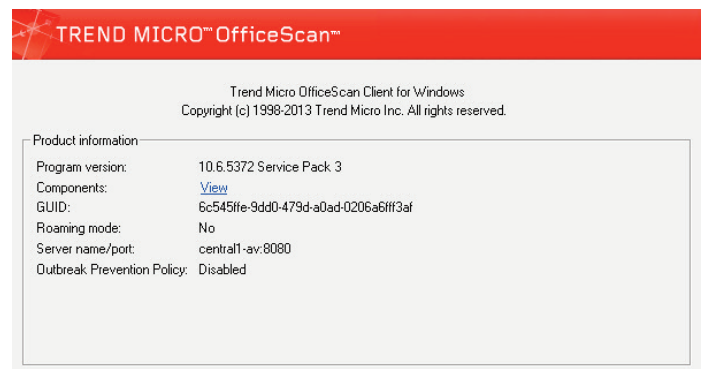 TREND MICRO™ OfficeScan™
Trend Micro OfficeScan Client for Windows
Copyright (c) 1998-2013 Trend Micro Inc. All rights reserved.
Product information
Program version: 10.6.5372 Service Pack 3
Components: View
GUID: 6c545ffe-9dd0-479d-a0ad-0206a6fff3af
Roaming mode: No
Server name/port: central1-av:8080
Outbreak Prevention Policy: Disabled